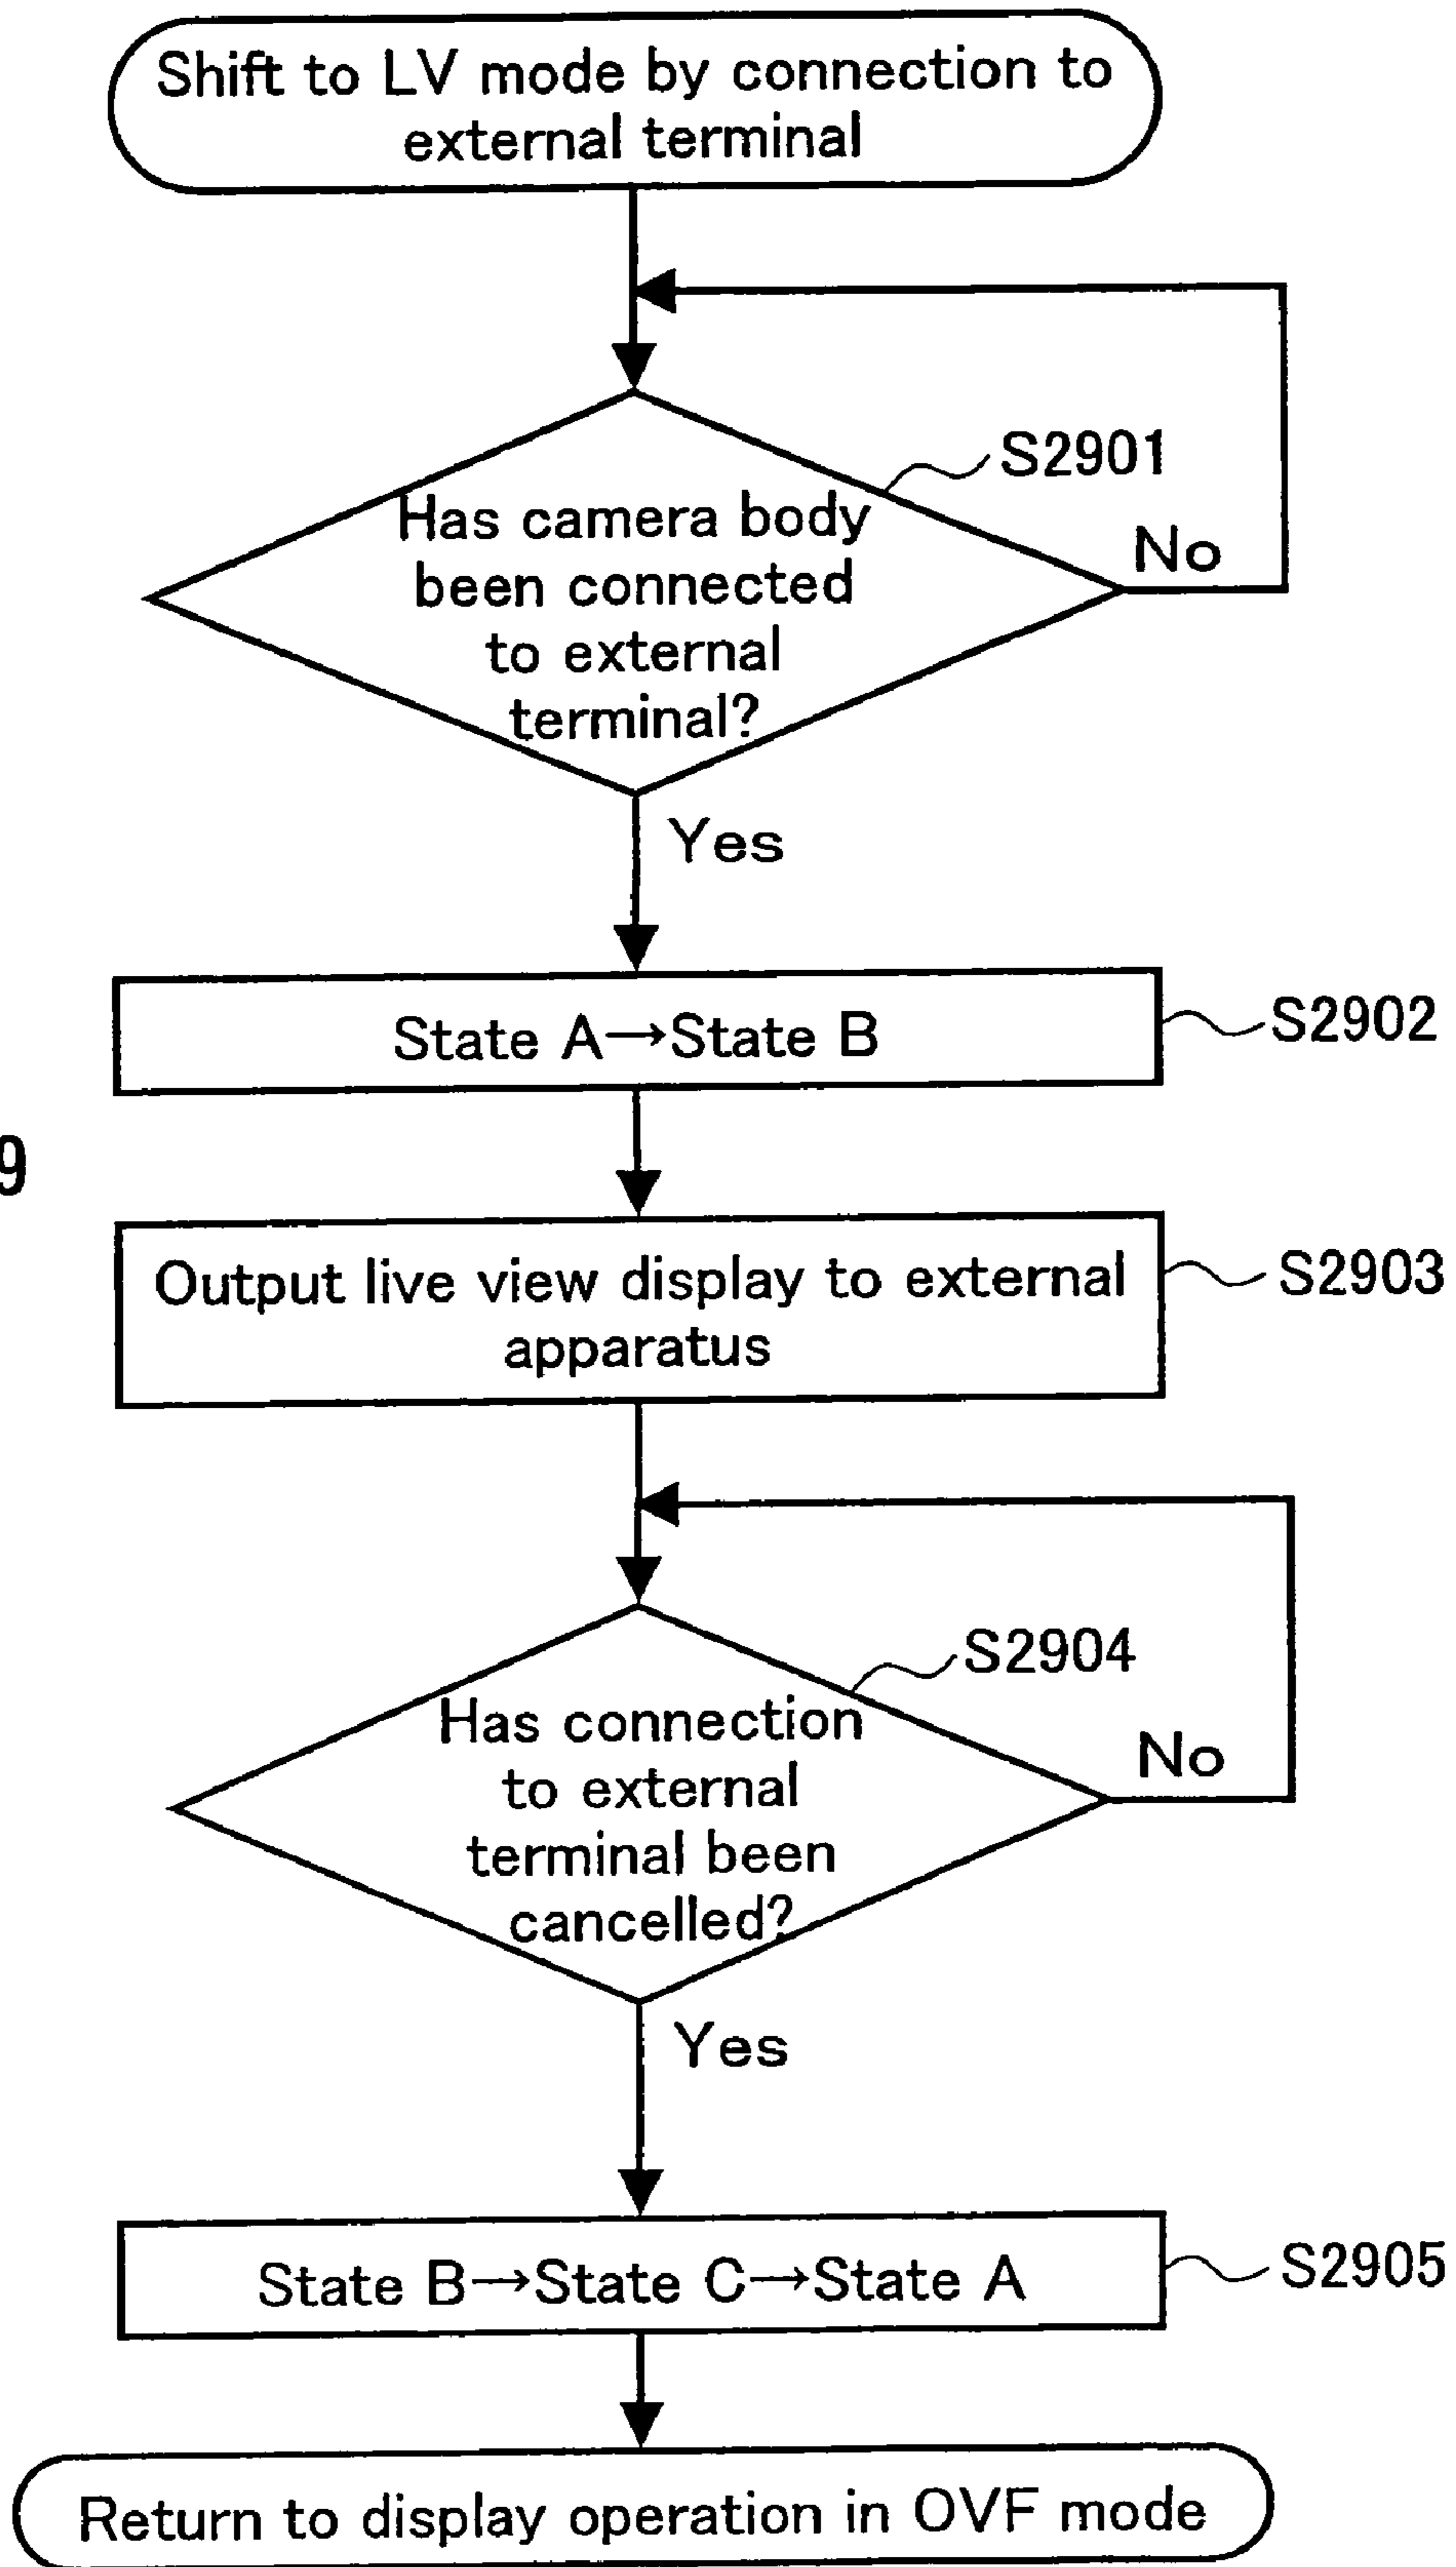 Shift to LV mode by connection to
external terminal
S2901
Has camera body
been connected
to external
terminal?
No
Yes
State A→State B
S2902
9
Output live view display to external
apparatus
S2903
S2904
Has connection
to external
terminal been
cancelled?
No
Yes
State B→State C→State A
S2905
Return to display operation in OVF mode